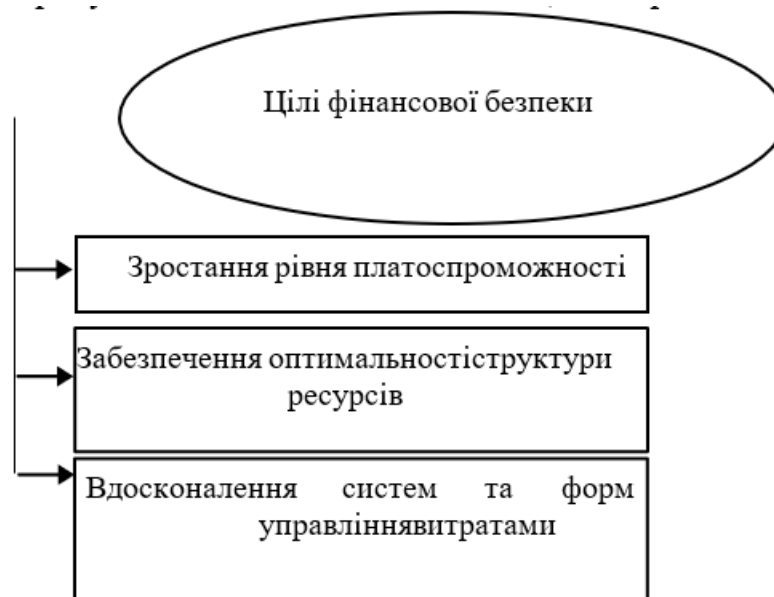 Цілі фінансової безпеки
Зростання рівня платоспроможності
Забезпечення оптимальностіструктури
ресурсів
Вдосконалення систем та форм
управліннявитратами